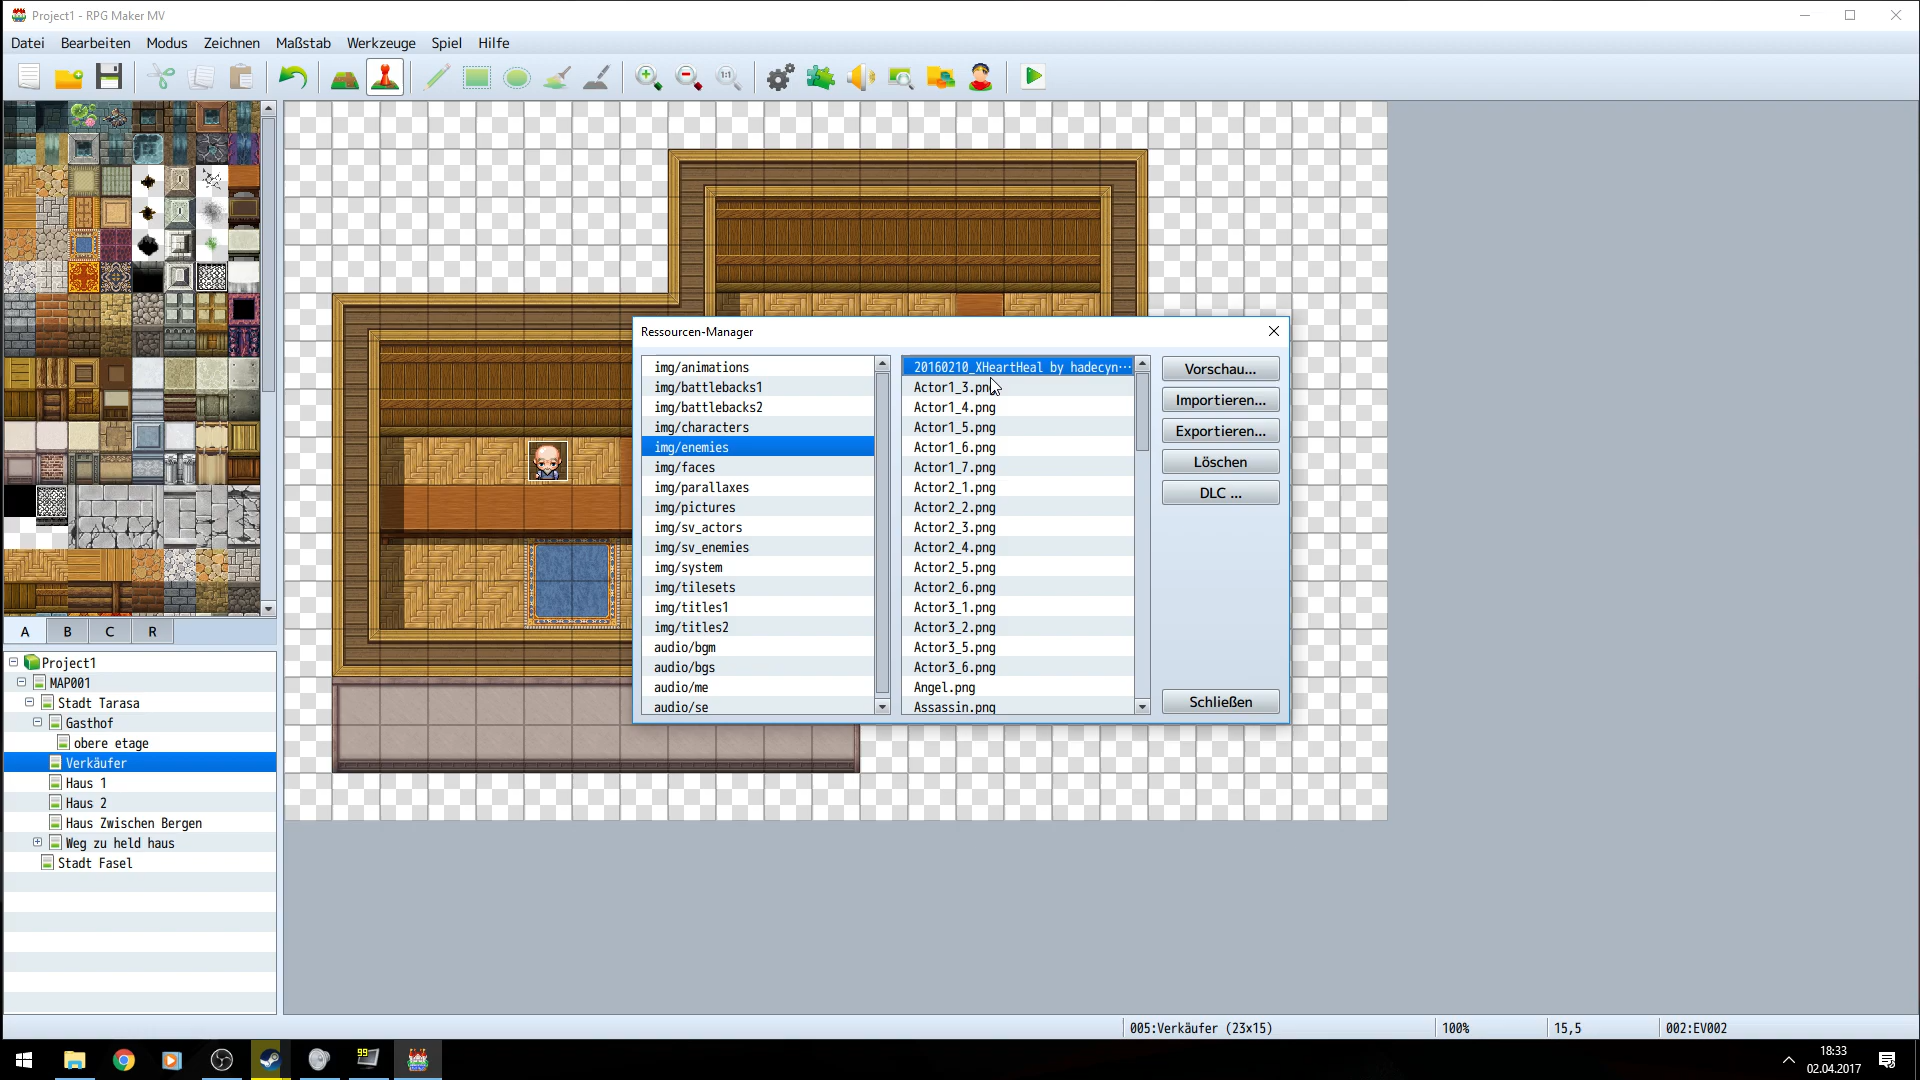 Project1 - RPG Maker MV
Datei Bearbeiten Modus Zeichnen Maßstab Werkzeuge Spiel Hilfe
1:1
A B C R
Project1
MAP001
Stadt Tarasa
Gasthof
obere etage
Verkäufer
Haus 1
Haus 2
Haus Zwischen Bergen
Weg zu held haus
Stadt Fasel
Ressourcen-Manager
img/animations
img/battlebacks1
img/battlebacks2
img/characters
img/enemies
img/faces
img/parallaxes
img/pictures
img/sv_actors
img/sv_enemies
img/system
img/tilesets
img/titles1
img/titles2
audio/bgm
audio/bgs
audio/me
audio/se
20160210_XHeartHeal by hadecyn…
Actor1_3.png
Actor1_4.png
Actor1_5.png
Actor1_6.png
Actor1_7.png
Actor2_1.png
Actor2_2.png
Actor2_3.png
Actor2_4.png
Actor2_5.png
Actor2_6.png
Actor3_1.png
Actor3_2.png
Actor3_5.png
Actor3_6.png
Angel.png
Assassin.png
Vorschau...
Importieren...
Exportieren...
Löschen
DLC ...
Schließen
005:Verkäufer (23x15) 100% 15,5 002:EV002
99
18:33
02.04.2017